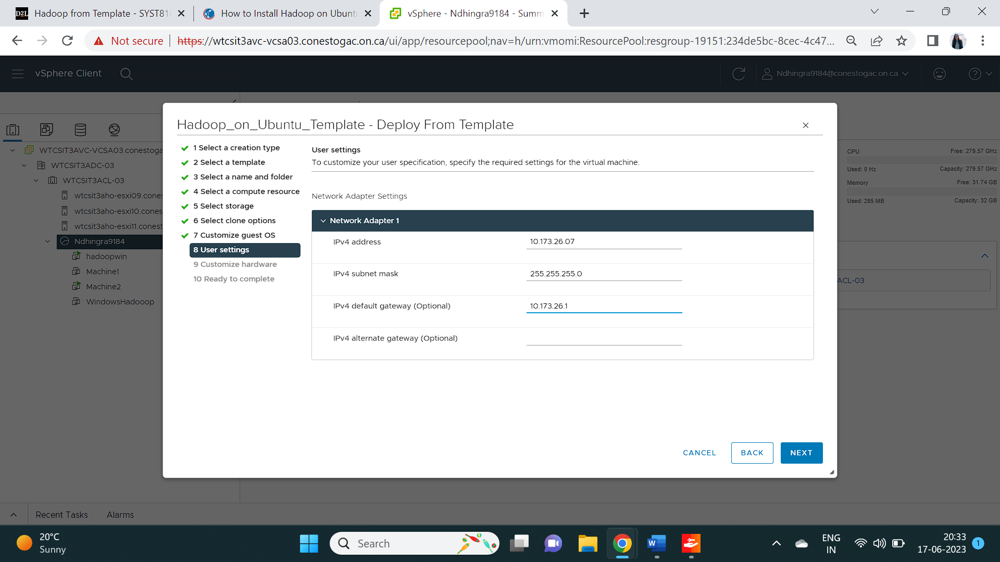 Hadoop from Template - SYST818
How to Install Hadoop on Ubuntu
vSphere - Ndhingra9184 - Summ
Not secure
https://wtcsit3avc-vcsa03.conestogac.on.ca/ui/app/resourcepool;nav=h/urn:vmomi:ResourcePool:resgroup-19151:234de5bc-8cec-4c47...
vSphere Client
Ndhingra9184@conestogac.on.ca
Hadoop_on_Ubuntu_Template - Deploy From Template
1 Select a creation type
2 Select a template
3 Select a name and folder
4 Select a compute resource
5 Select storage
6 Select clone options
7 Customize guest OS
8 User settings
9 Customize hardware
10 Ready to complete
User settings
To customize your user specification, specify the required settings for the virtual machine.
Network Adapter Settings
Network Adapter 1
IPv4 address
10.173.26.07
IPv4 subnet mask
255.255.255.0
IPv4 default gateway (Optional)
10.173.26.1
IPv4 alternate gateway (Optional)
CANCEL
BACK
NEXT
WTCSIT3AVC-VCSA03.conestoga
WTCSIT3ADC-03
WTCSIT3ACL-03
wtcsit3aho-esxi09.cones
wtcsit3aho-esxi10.cones
wtcsit3aho-esxi11.conest
Ndhingra9184
hadoopwin
Machine1
Machine2
WindowsHadooop
CPU
Free: 279.57 GHz
Used: 0 Hz
Capacity: 279.57 GHz
Memory
Free: 31.74 GB
Used: 265 MB
Capacity: 32 GB
ACL-03
Recent Tasks
Alarms
20°C
Sunny
Search
ENG
IN
20:33
17-06-2023
1